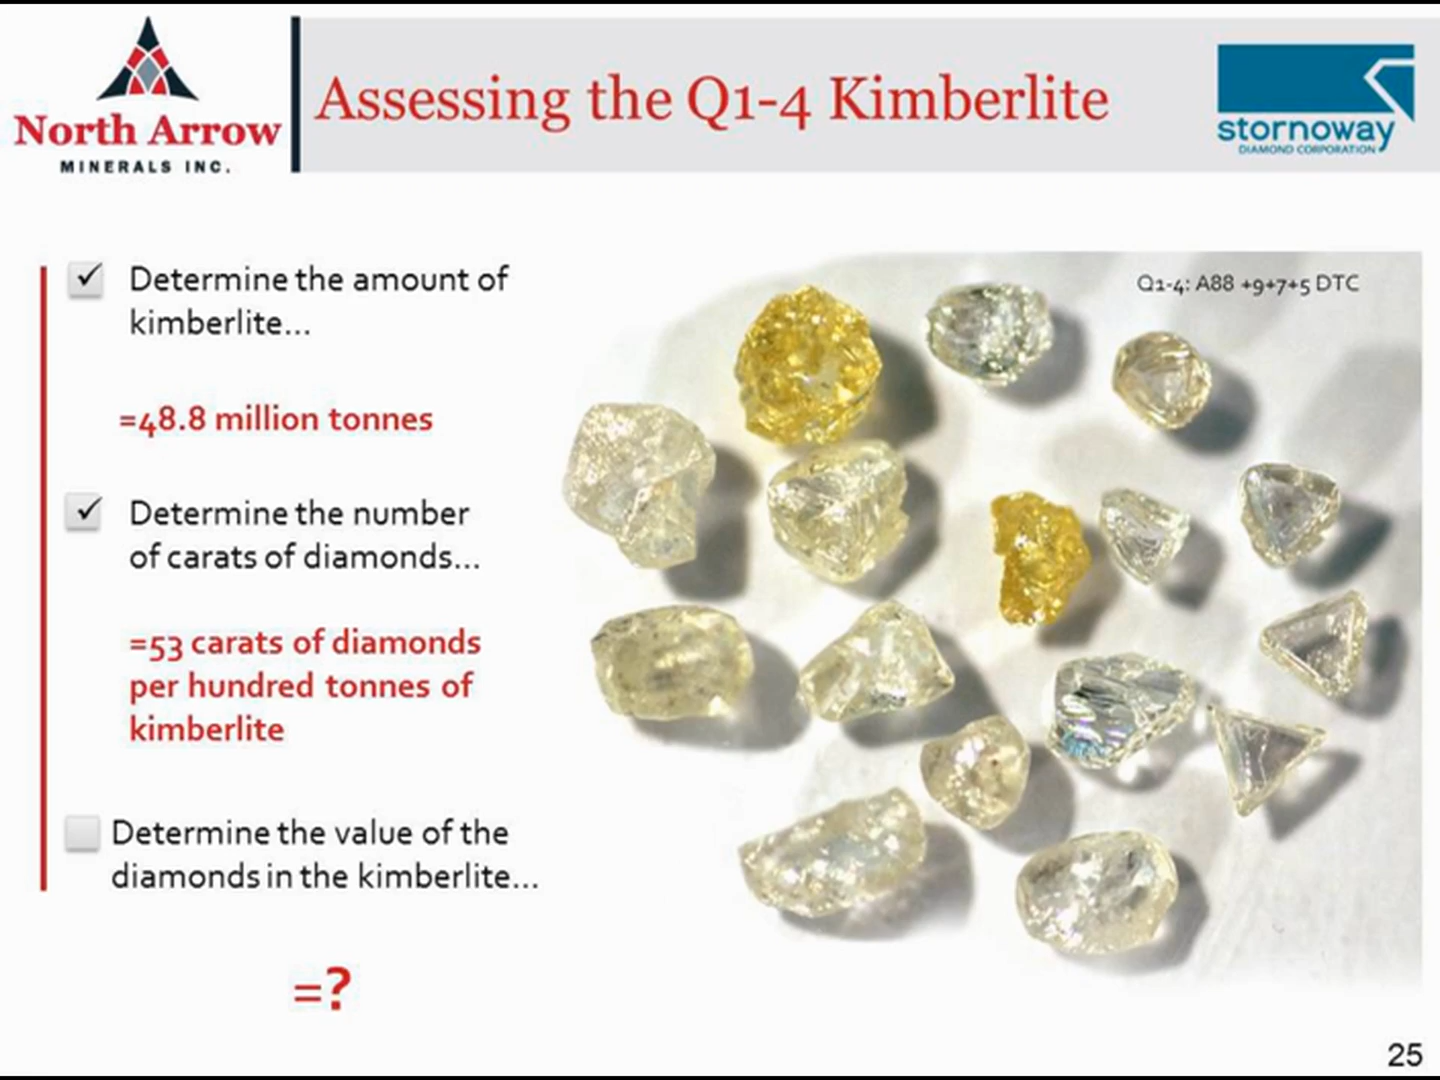 North Arrow
MINERALS INC.
Assessing the Q1-4 Kimberlite
stornoway
DIAMOND CORPORATION
Determine the amount of
kimberlite...
=48.8 million tonnes
Determine the number
of carats of diamonds...
=53 carats of diamonds
per hundred tonnes of
kimberlite
Determine the value of the
diamonds in the kimberlite...
=?
Q1-4: A88 +9+7+5 DTC
25